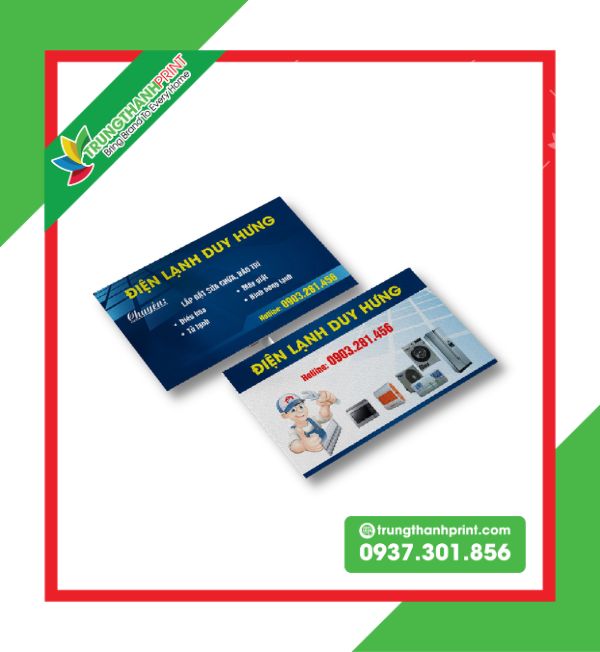 TRUNGTHANHPRINT
Bring Brand To Every Home
ĐIỆN LẠNH DUY HƯNG
Chuyên:
LẮP ĐẶT SỬA CHỮA, BẢO TRÌ
• Điều hòa
• Máy giặt
• Tủ lạnh
• Bình nóng lạnh
Hotline: 0903.281.456
ĐIỆN LẠNH DUY HƯNG
Hotline: 0903.281.456
trungthanhprint.com
0937.301.856